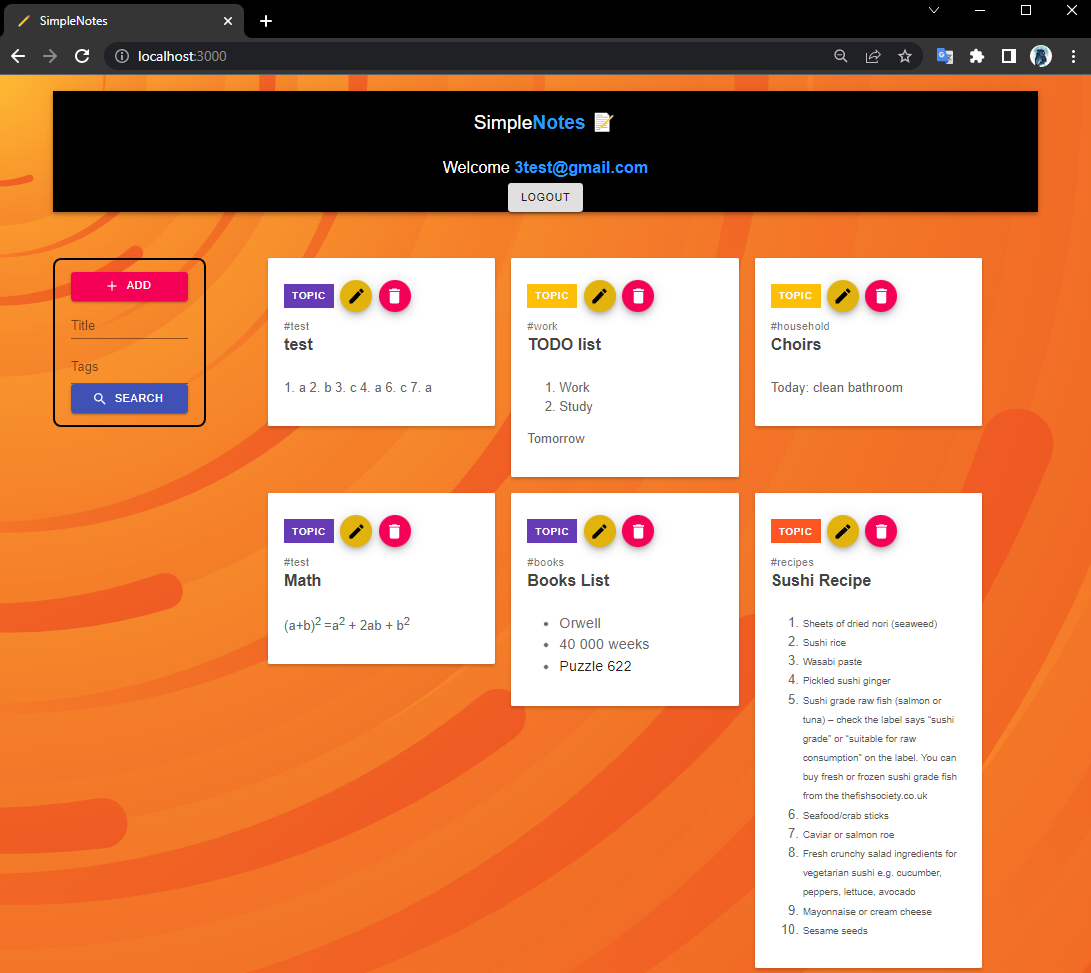 SimpleNotes
localhost:3000
SimpleNotes
Welcome 3test@gmail.com
LOGOUT
ADD
Title
Tags
SEARCH
TOPIC
#test
test
1. a 2. b 3. c 4. a 6. c 7. a
TOPIC
#work
TODO list
1. Work
2. Study
Tomorrow
TOPIC
#household
Choirs
Today: clean bathroom
TOPIC
#test
Math
(a+b)² =a² + 2ab + b²
TOPIC
#books
Books List
• Orwell
• 40 000 weeks
• Puzzle 622
TOPIC
#recipes
Sushi Recipe
1. Sheets of dried nori (seaweed)
2. Sushi rice
3. Wasabi paste
4. Pickled sushi ginger
5. Sushi grade raw fish (salmon or
tuna) – check the label says “sushi
grade” or “suitable for raw
consumption” on the label. You can
buy fresh or frozen sushi grade fish
from the thefishsociety.co.uk
6. Seafood/crab sticks
7. Caviar or salmon roe
8. Fresh crunchy salad ingredients for
vegetarian sushi e.g. cucumber,
peppers, lettuce, avocado
9. Mayonnaise or cream cheese
10. Sesame seeds